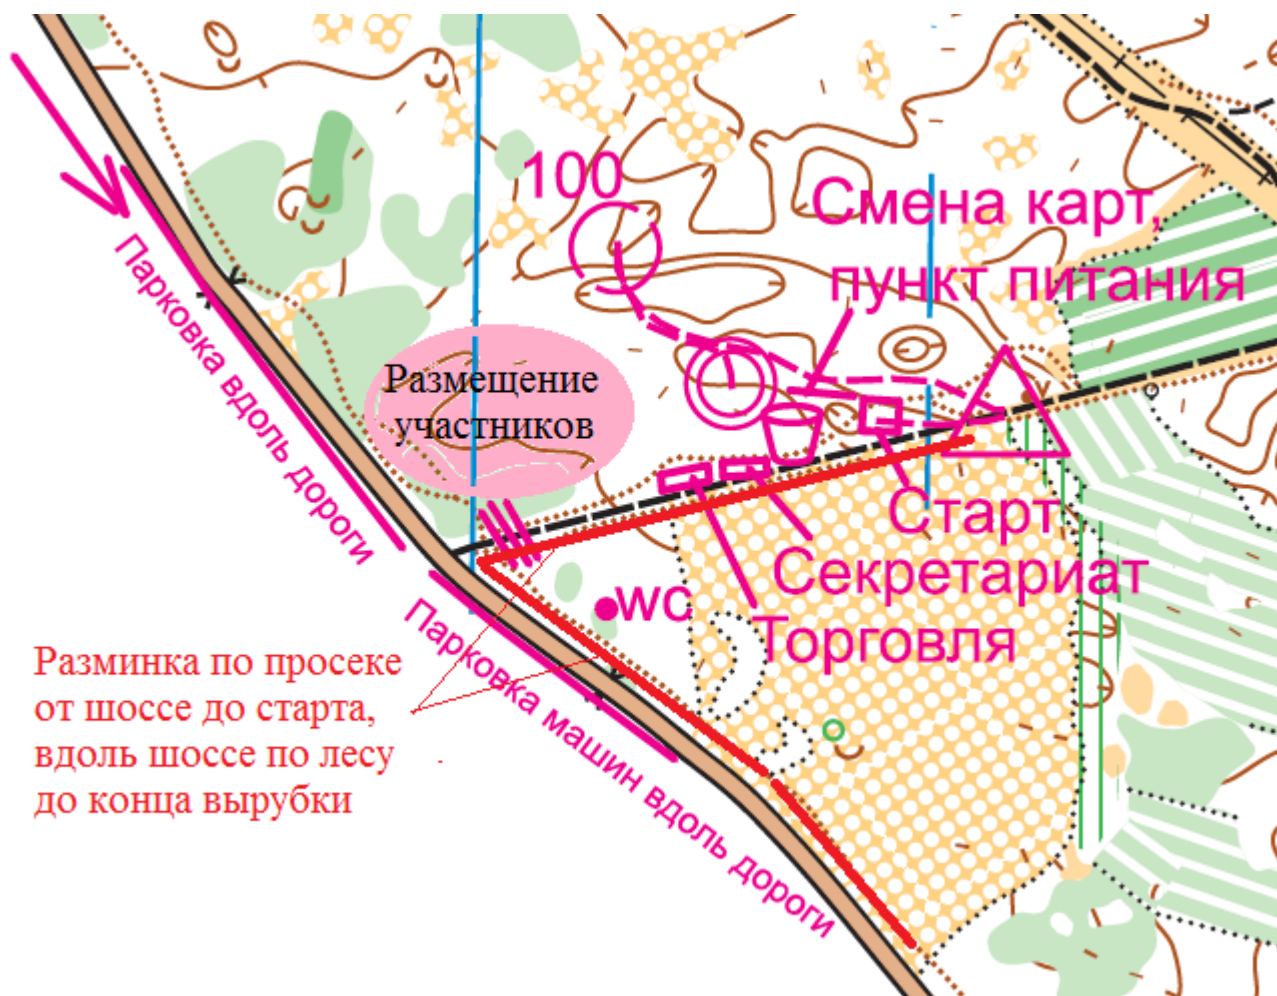 100
Смена карт,
пункт питания
Парковка вдоль дороги
Размещение
участников
Старт
Секретариат
wc
Торговля
Парковка машин вдоль дороги
Разминка по просеке
от шоссе до старта,
вдоль шоссе по лесу
до конца вырубки